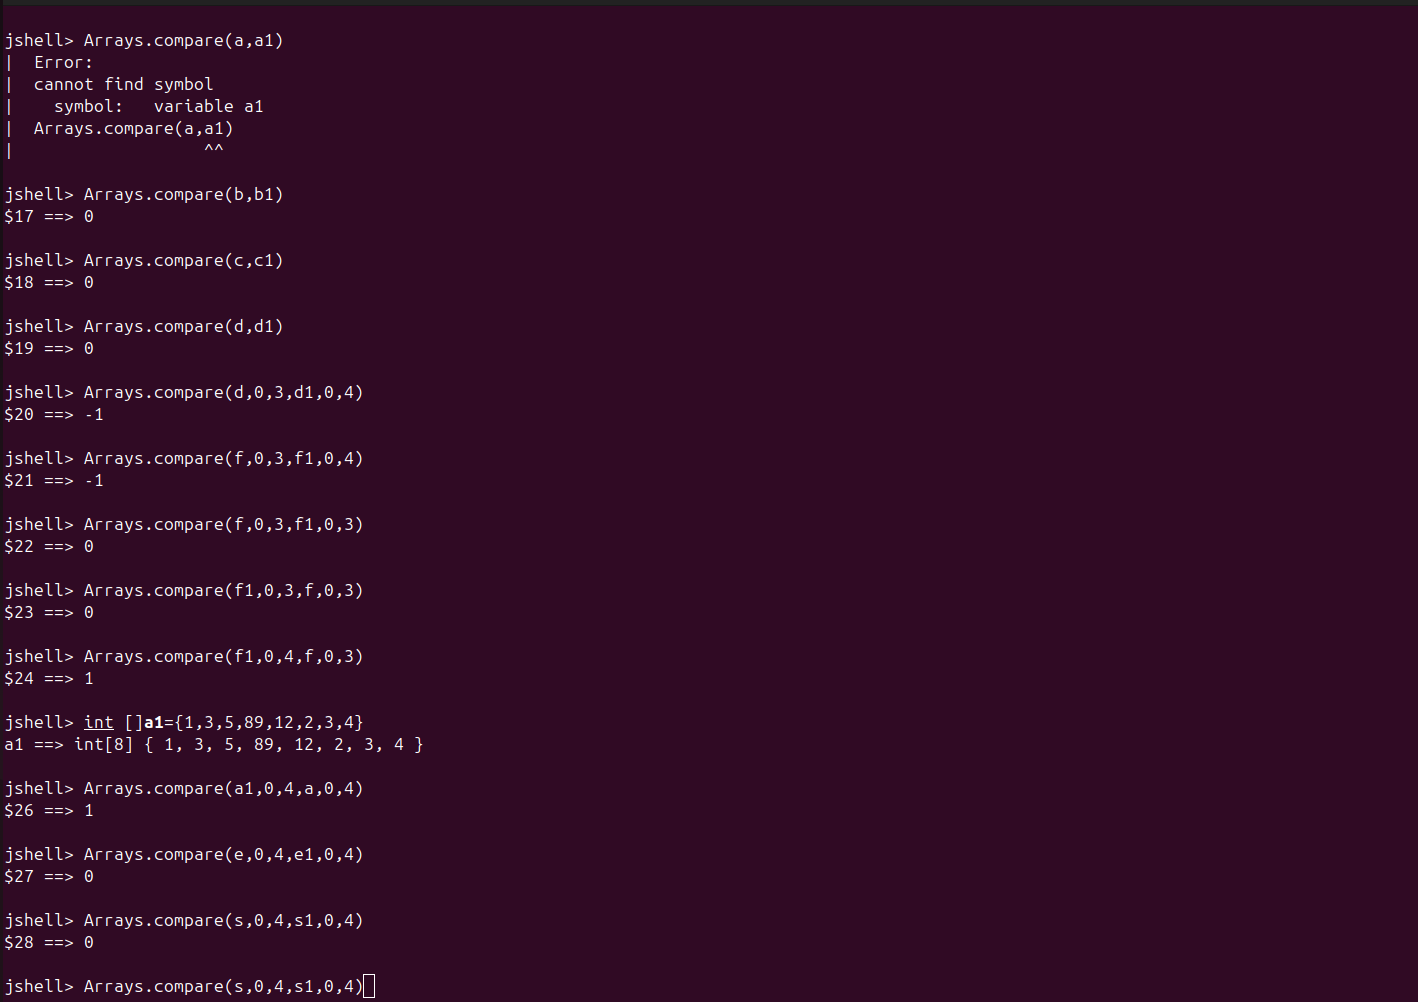 jshell> Arrays.compare(a,a1)
|  Error:
|  cannot find symbol
|    symbol:   variable a1
|  Arrays.compare(a,a1)
|                   ^^
jshell> Arrays.compare(b,b1)
$17 ==> 0
jshell> Arrays.compare(c,c1)
$18 ==> 0
jshell> Arrays.compare(d,d1)
$19 ==> 0
jshell> Arrays.compare(d,0,3,d1,0,4)
$20 ==> -1
jshell> Arrays.compare(f,0,3,f1,0,4)
$21 ==> -1
jshell> Arrays.compare(f,0,3,f1,0,3)
$22 ==> 0
jshell> Arrays.compare(f1,0,3,f,0,3)
$23 ==> 0
jshell> Arrays.compare(f1,0,4,f,0,3)
$24 ==> 1
jshell> int []a1={1,3,5,89,12,2,3,4}
a1 ==> int[8] { 1, 3, 5, 89, 12, 2, 3, 4 }
jshell> Arrays.compare(a1,0,4,a,0,4)
$26 ==> 1
jshell> Arrays.compare(e,0,4,e1,0,4)
$27 ==> 0
jshell> Arrays.compare(s,0,4,s1,0,4)
$28 ==> 0
jshell> Arrays.compare(s,0,4,s1,0,4)